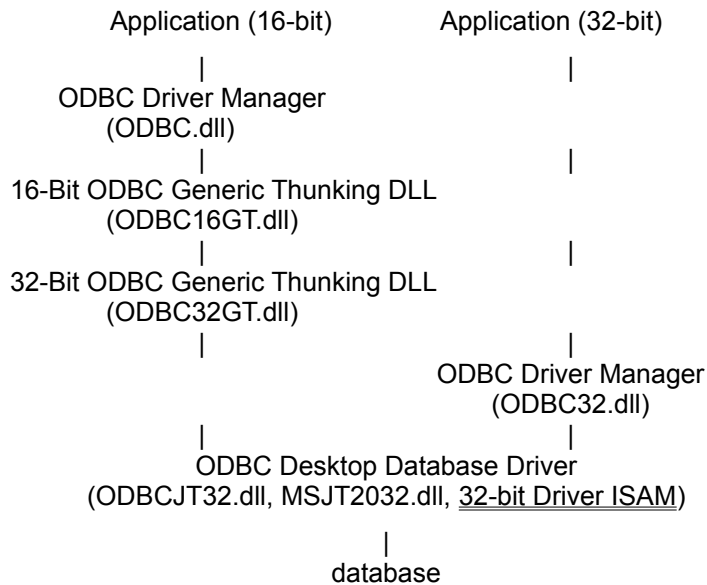 Application (16-bit) Application (32-bit)
| |
ODBC Driver Manager
(ODBC.dll)
| |
16-Bit ODBC Generic Thunking DLL
(ODBC16GT.dll)
| |
32-Bit ODBC Generic Thunking DLL
(ODBC32GT.dll)
| |
ODBC Driver Manager
(ODBC32.dll)
| |
ODBC Desktop Database Driver
(ODBCJT32.dll, MSJT2032.dll, 32-bit Driver ISAM)
|
database